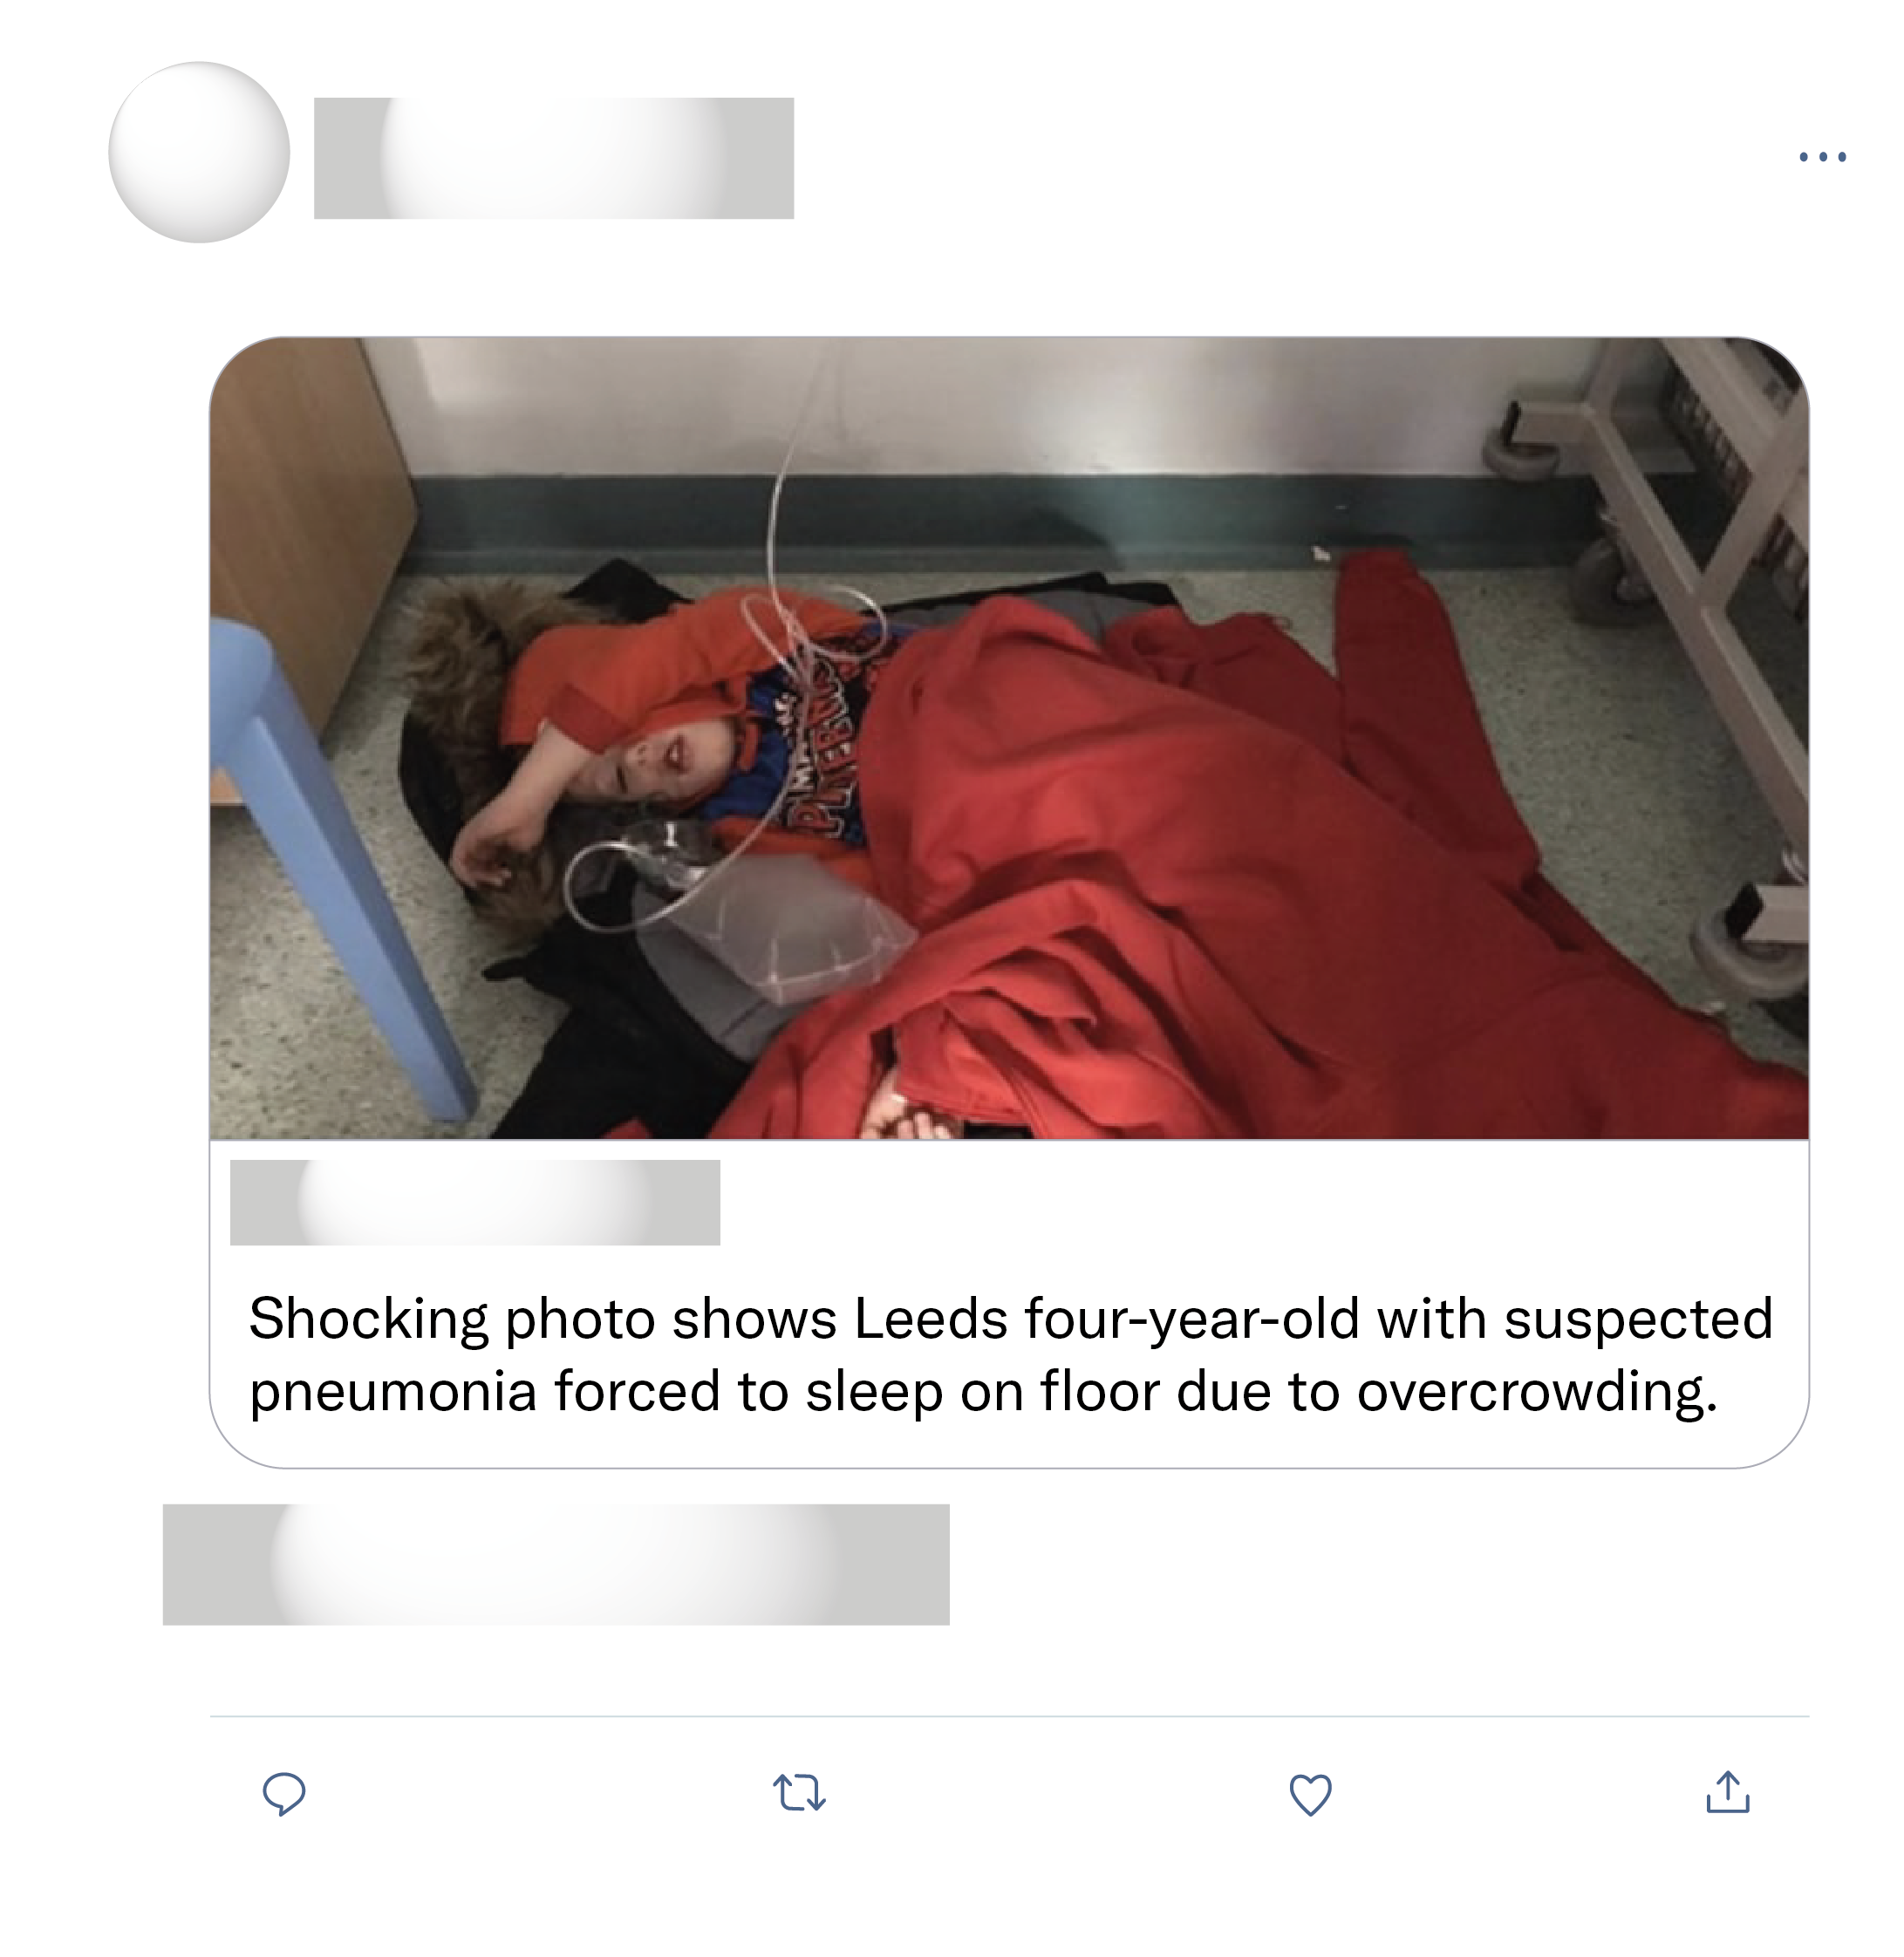 Shocking photo shows Leeds four-year-old with suspected
pneumonia forced to sleep on floor due to overcrowding.